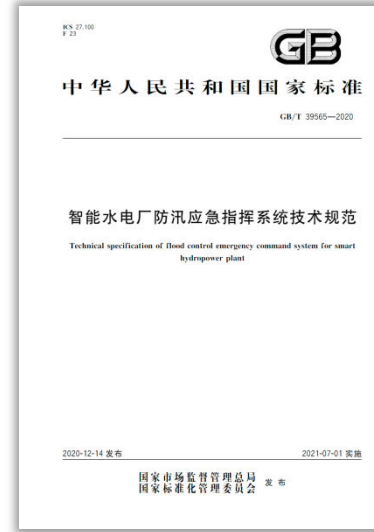 ICS 27.100
F 23
GB
中华人民共和国国家标准
GB/T 39565—2020
智能水电厂防汛应急指挥系统技术规范
Technical specification of flood control emergency command system for smart
hydropower plant
2020-12-14 发布
2021-07-01 实施
国家市场监督管理总局
国家标准化管理委员会
发布